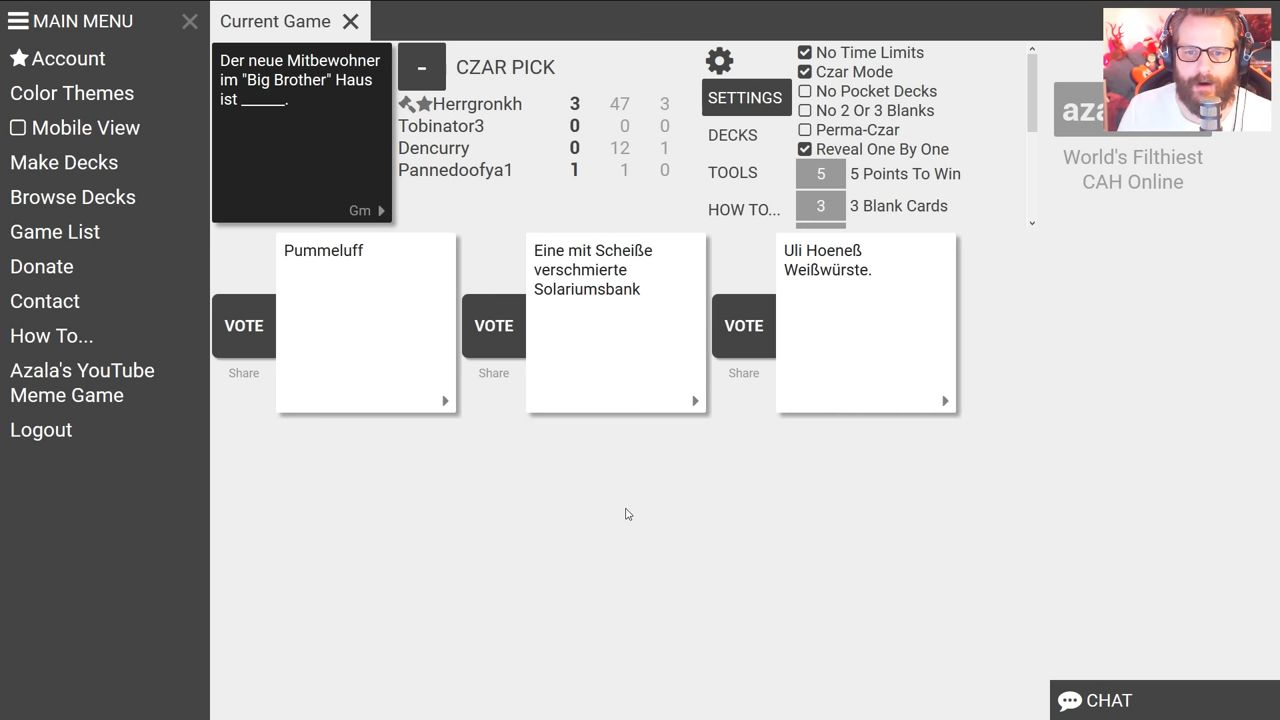 MAIN MENU
Current Game
Account
Color Themes
Mobile View
Make Decks
Browse Decks
Game List
Donate
Contact
How To...
Azala's YouTube
Meme Game
Logout
Der neue Mitbewohner
im "Big Brother" Haus
ist _____.
Gm
-
CZAR PICK
Herrgronkh 3 47 3
Tobinator3 0 0 0
Dencurry 0 12 1
Pannedoofya1 1 1 0
SETTINGS
DECKS
TOOLS
HOW TO...
No Time Limits
Czar Mode
No Pocket Decks
No 2 Or 3 Blanks
Perma-Czar
Reveal One By One
5 5 Points To Win
3 3 Blank Cards
aza
World's Filthiest
CAH Online
VOTE
Share
Pummeluff
VOTE
Share
Eine mit Scheiße
verschmierte
Solariumsbank
VOTE
Share
Uli Hoeneß
Weißwürste.
CHAT